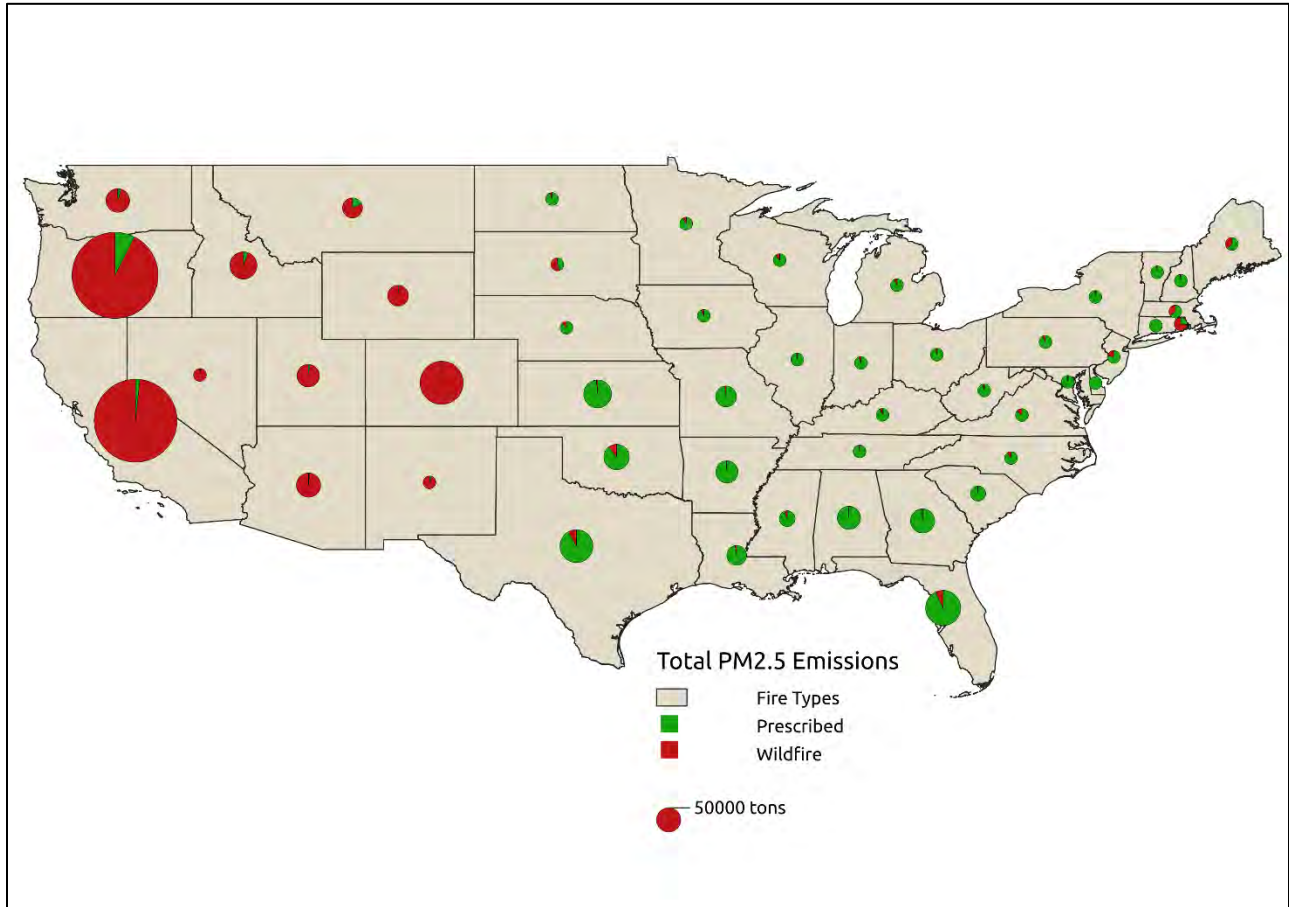 Total PM2.5 Emissions
Fire Types
Prescribed
Wildfire
50000 tons